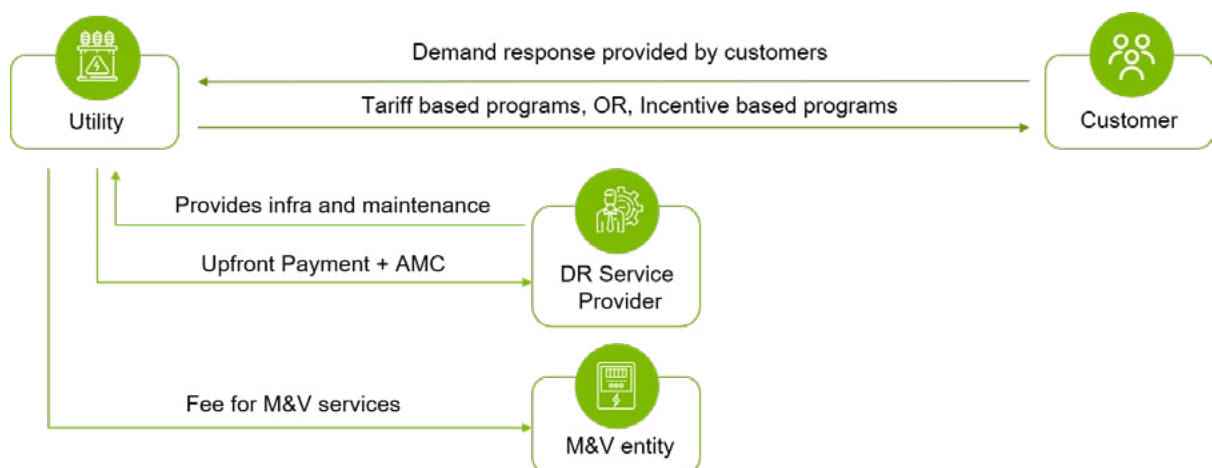 Demand response provided by customers
Utility
Tariff based programs, OR, Incentive based programs
Customer
Provides infra and maintenance
Upfront Payment + AMC
DR Service
Provider
Fee for M&V services
M&V entity